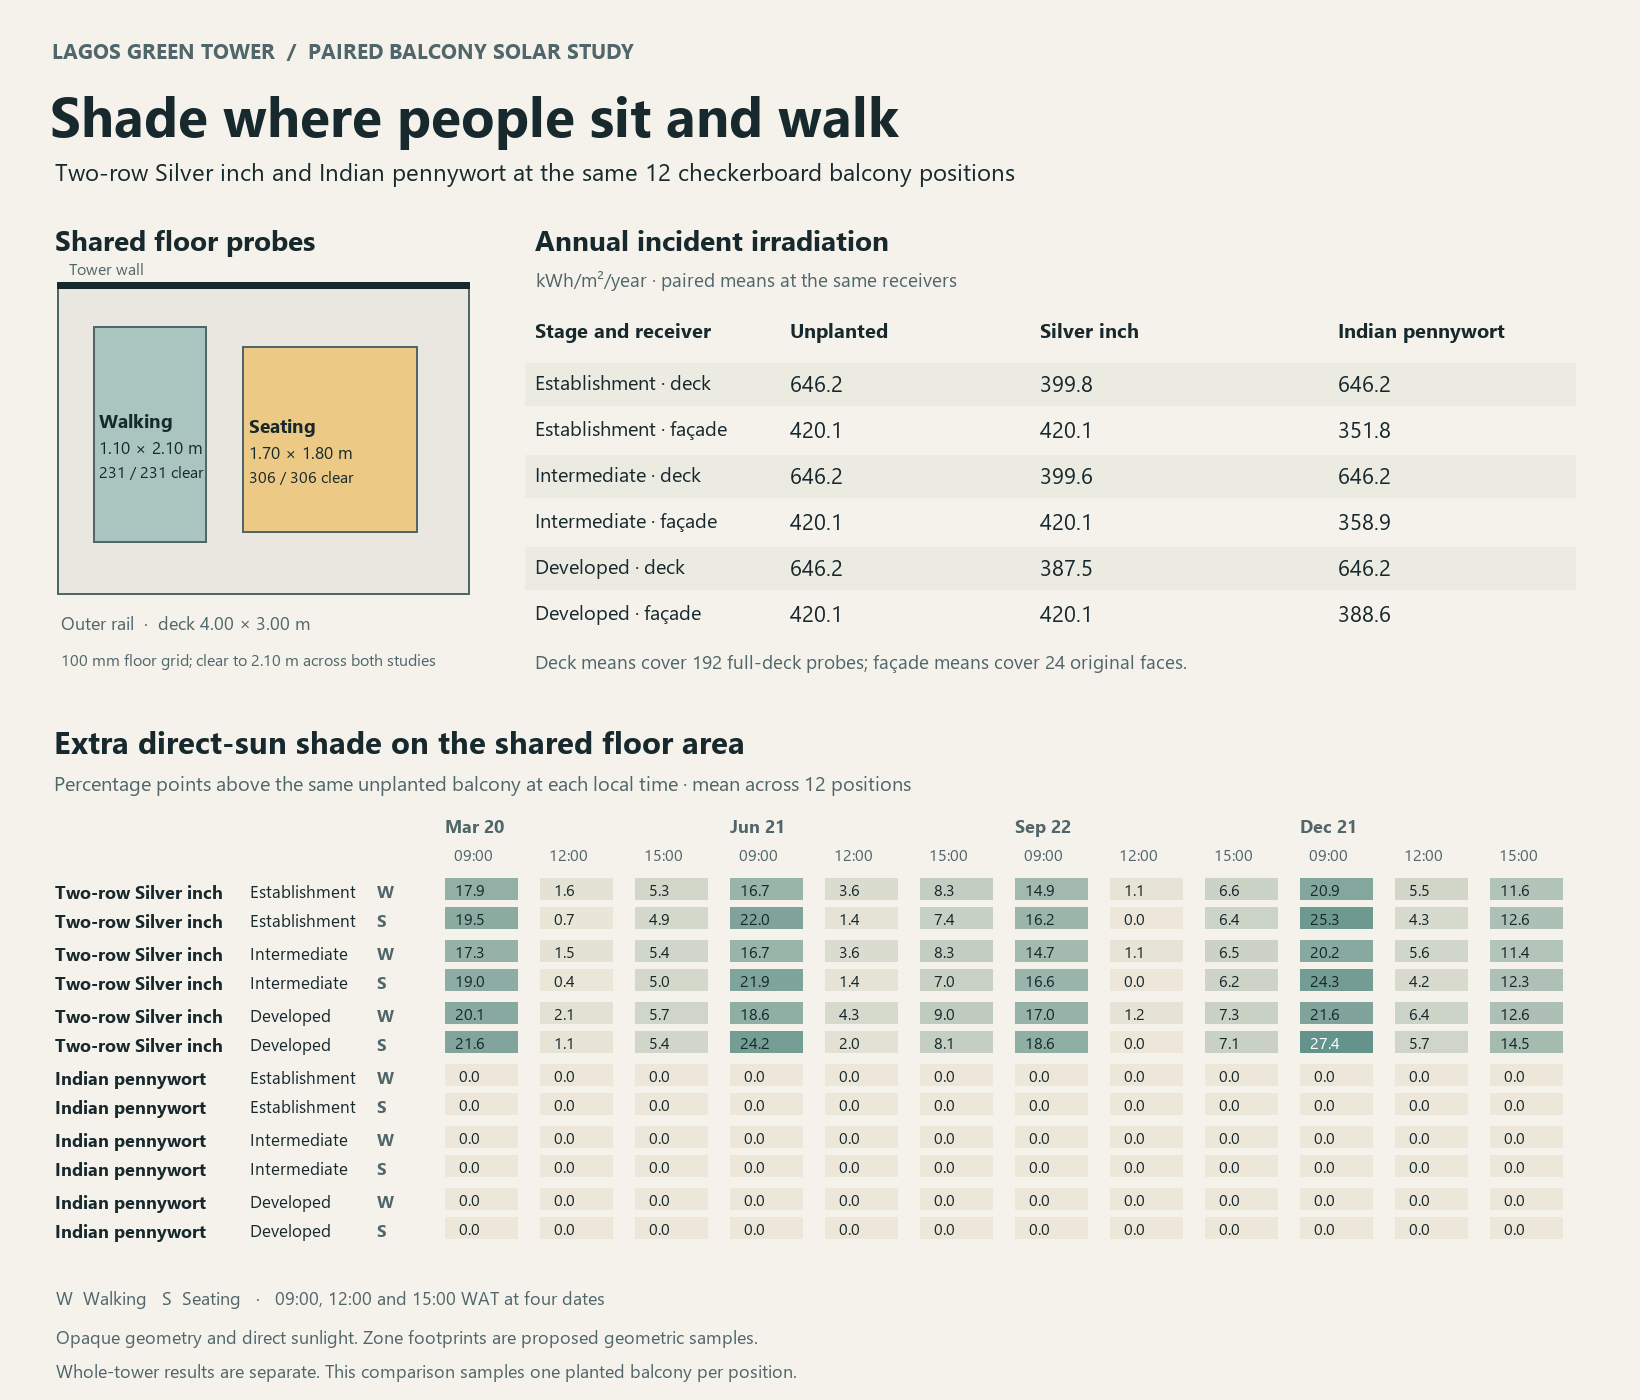 LAGOS GREEN TOWER / PAIRED BALCONY SOLAR STUDY
Shade where people sit and walk
Two-row Silver inch and Indian pennywort at the same 12 checkerboard balcony positions
Shared floor probes
Tower wall
Walking
1.10 × 2.10 m
231 / 231 clear
Seating
1.70 × 1.80 m
306 / 306 clear
Outer rail · deck 4.00 × 3.00 m
100 mm floor grid; clear to 2.10 m across both studies
Annual incident irradiation
kWh/m²/year · paired means at the same receivers
Stage and receiver Unplanted Silver inch Indian pennywort
Establishment · deck 646.2 399.8 646.2
Establishment · façade 420.1 420.1 351.8
Intermediate · deck 646.2 399.6 646.2
Intermediate · façade 420.1 420.1 358.9
Developed · deck 646.2 387.5 646.2
Developed · façade 420.1 420.1 388.6
Deck means cover 192 full-deck probes; façade means cover 24 original faces.
Extra direct-sun shade on the shared floor area
Percentage points above the same unplanted balcony at each local time · mean across 12 positions
Mar 20 Jun 21 Sep 22 Dec 21
09:00 12:00 15:00 09:00 12:00 15:00 09:00 12:00 15:00 09:00 12:00 15:00
Two-row Silver inch Establishment W 17.9 1.6 5.3 16.7 3.6 8.3 14.9 1.1 6.6 20.9 5.5 11.6
Two-row Silver inch Establishment S 19.5 0.7 4.9 22.0 1.4 7.4 16.2 0.0 6.4 25.3 4.3 12.6
Two-row Silver inch Intermediate W 17.3 1.5 5.4 16.7 3.6 8.3 14.7 1.1 6.5 20.2 5.6 11.4
Two-row Silver inch Intermediate S 19.0 0.4 5.0 21.9 1.4 7.0 16.6 0.0 6.2 24.3 4.2 12.3
Two-row Silver inch Developed W 20.1 2.1 5.7 18.6 4.3 9.0 17.0 1.2 7.3 21.6 6.4 12.6
Two-row Silver inch Developed S 21.6 1.1 5.4 24.2 2.0 8.1 18.6 0.0 7.1 27.4 5.7 14.5
Indian pennywort Establishment W 0.0 0.0 0.0 0.0 0.0 0.0 0.0 0.0 0.0 0.0 0.0 0.0
Indian pennywort Establishment S 0.0 0.0 0.0 0.0 0.0 0.0 0.0 0.0 0.0 0.0 0.0 0.0
Indian pennywort Intermediate W 0.0 0.0 0.0 0.0 0.0 0.0 0.0 0.0 0.0 0.0 0.0 0.0
Indian pennywort Intermediate S 0.0 0.0 0.0 0.0 0.0 0.0 0.0 0.0 0.0 0.0 0.0 0.0
Indian pennywort Developed W 0.0 0.0 0.0 0.0 0.0 0.0 0.0 0.0 0.0 0.0 0.0 0.0
Indian pennywort Developed S 0.0 0.0 0.0 0.0 0.0 0.0 0.0 0.0 0.0 0.0 0.0 0.0
W Walking S Seating · 09:00, 12:00 and 15:00 WAT at four dates
Opaque geometry and direct sunlight. Zone footprints are proposed geometric samples.
Whole-tower results are separate. This comparison samples one planted balcony per position.